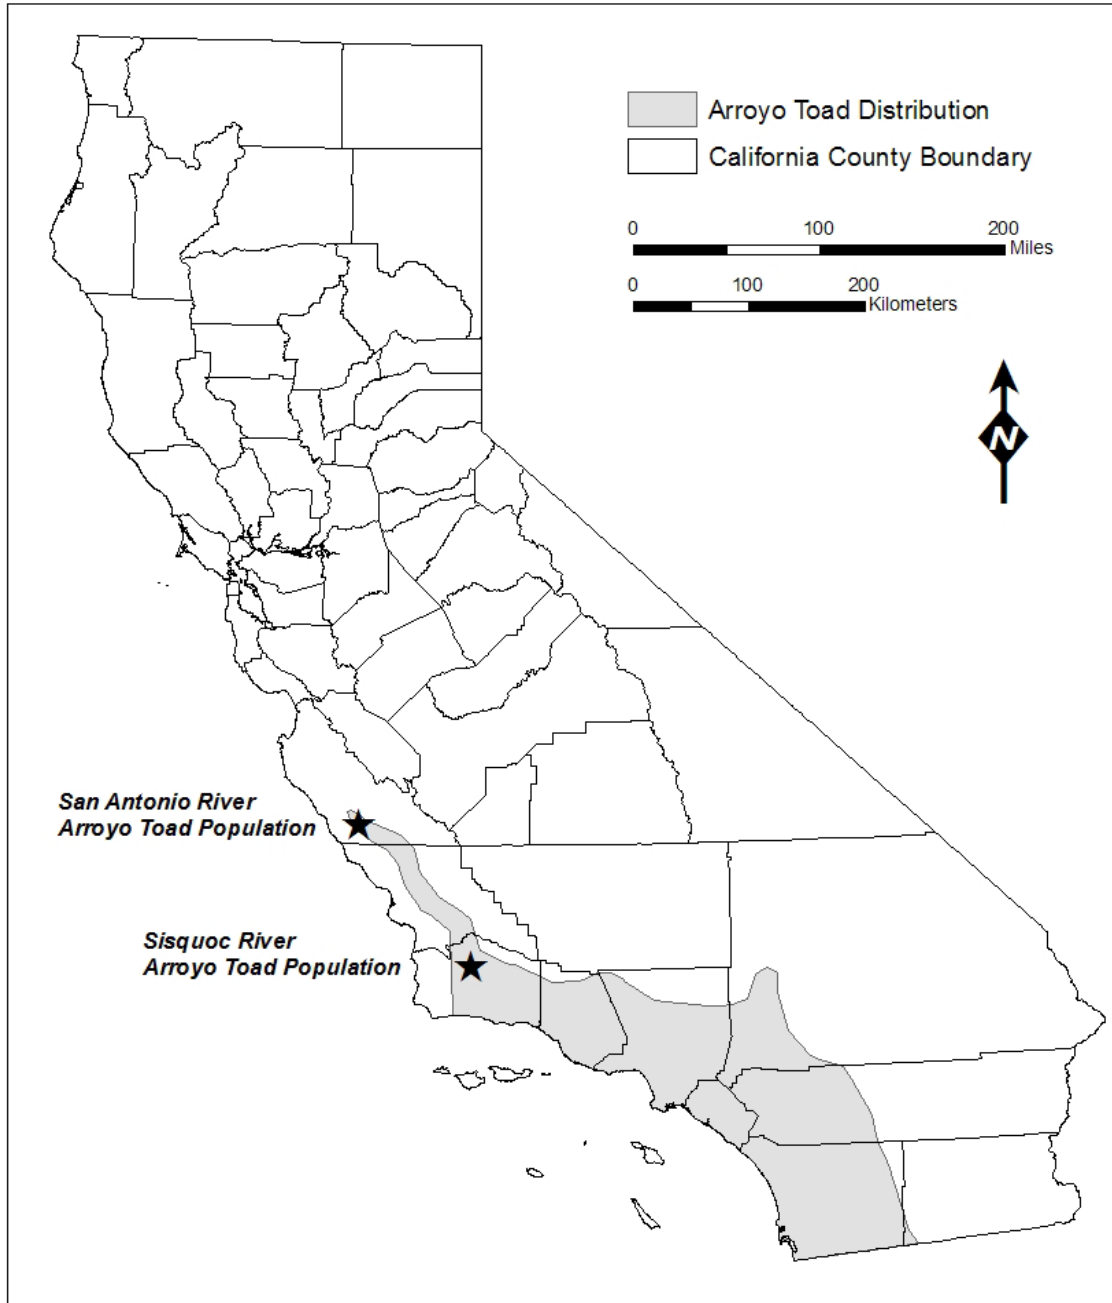 Arroyo Toad Distribution
California County Boundary
0 100 200
Miles
0 100 200
Kilometers
N
San Antonio River
Arroyo Toad Population
Sisquoc River
Arroyo Toad Population